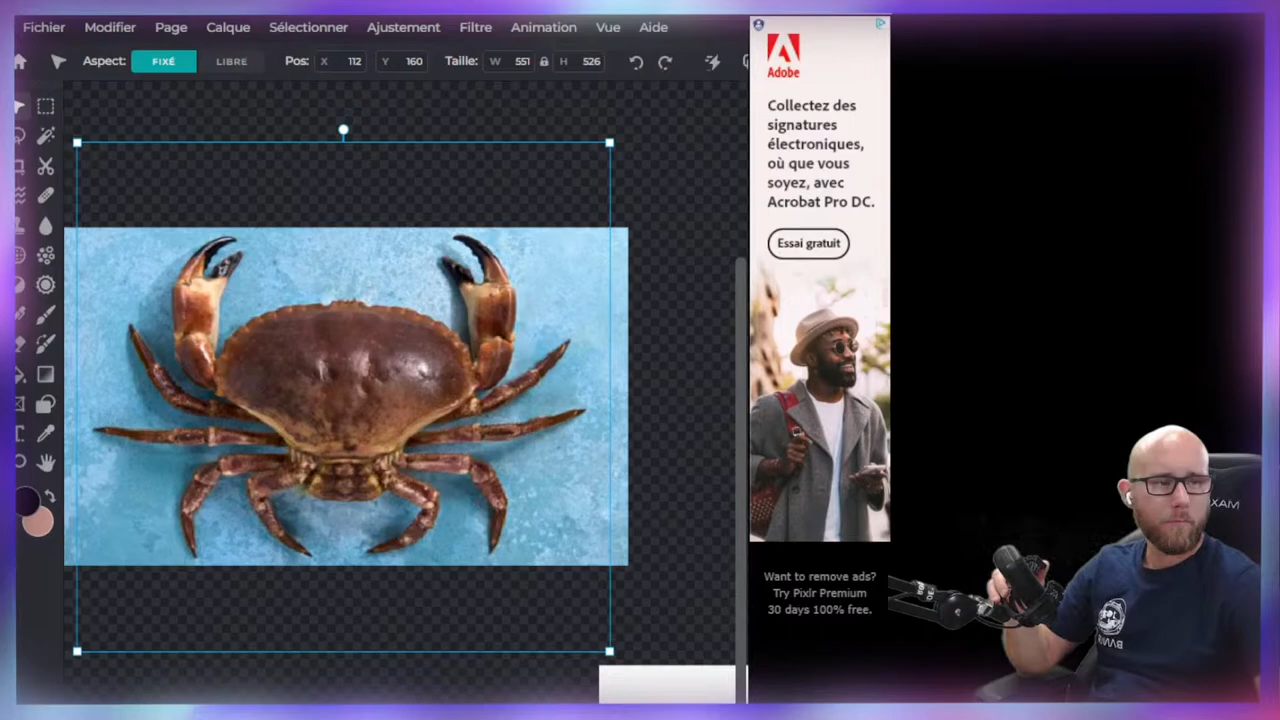 Fichier Modifier Page Calque Sélectionner Ajustement Filtre Animation Vue Aide
Aspect: FIXÉ LIBRE Pos: X 112 Y 160 Taille: W 551 H 526
Adobe
Collectez des
signatures
électroniques,
où que vous
soyez, avec
Acrobat Pro DC.
Essai gratuit
Want to remove ads?
Try Pixlr Premium
30 days 100% free.